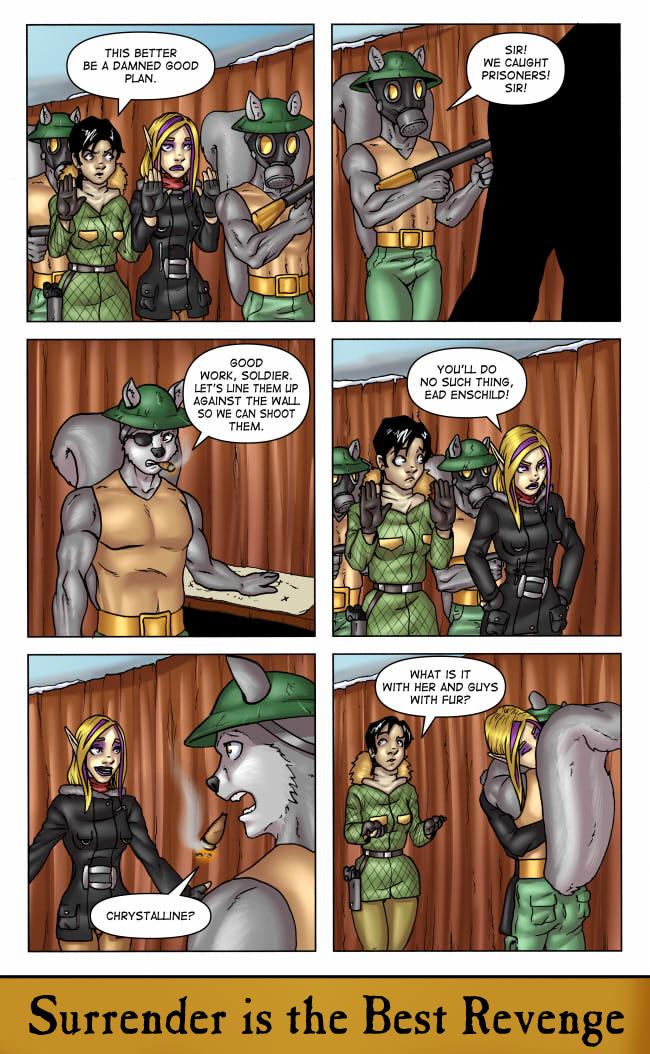 THIS BETTER
BE A DAMNED GOOD
PLAN.
SIR!
WE CAUGHT
PRISONERS!
SIR!
GOOD
WORK, SOLDIER.
LET'S LINE THEM UP
AGAINST THE WALL
SO WE CAN SHOOT
THEM.
YOU'LL DO
NO SUCH THING,
EAD ENSCHILD!
CHRYSTALLINE?
WHAT IS IT
WITH HER AND GUYS
WITH FUR?
Surrender is the Best Revenge